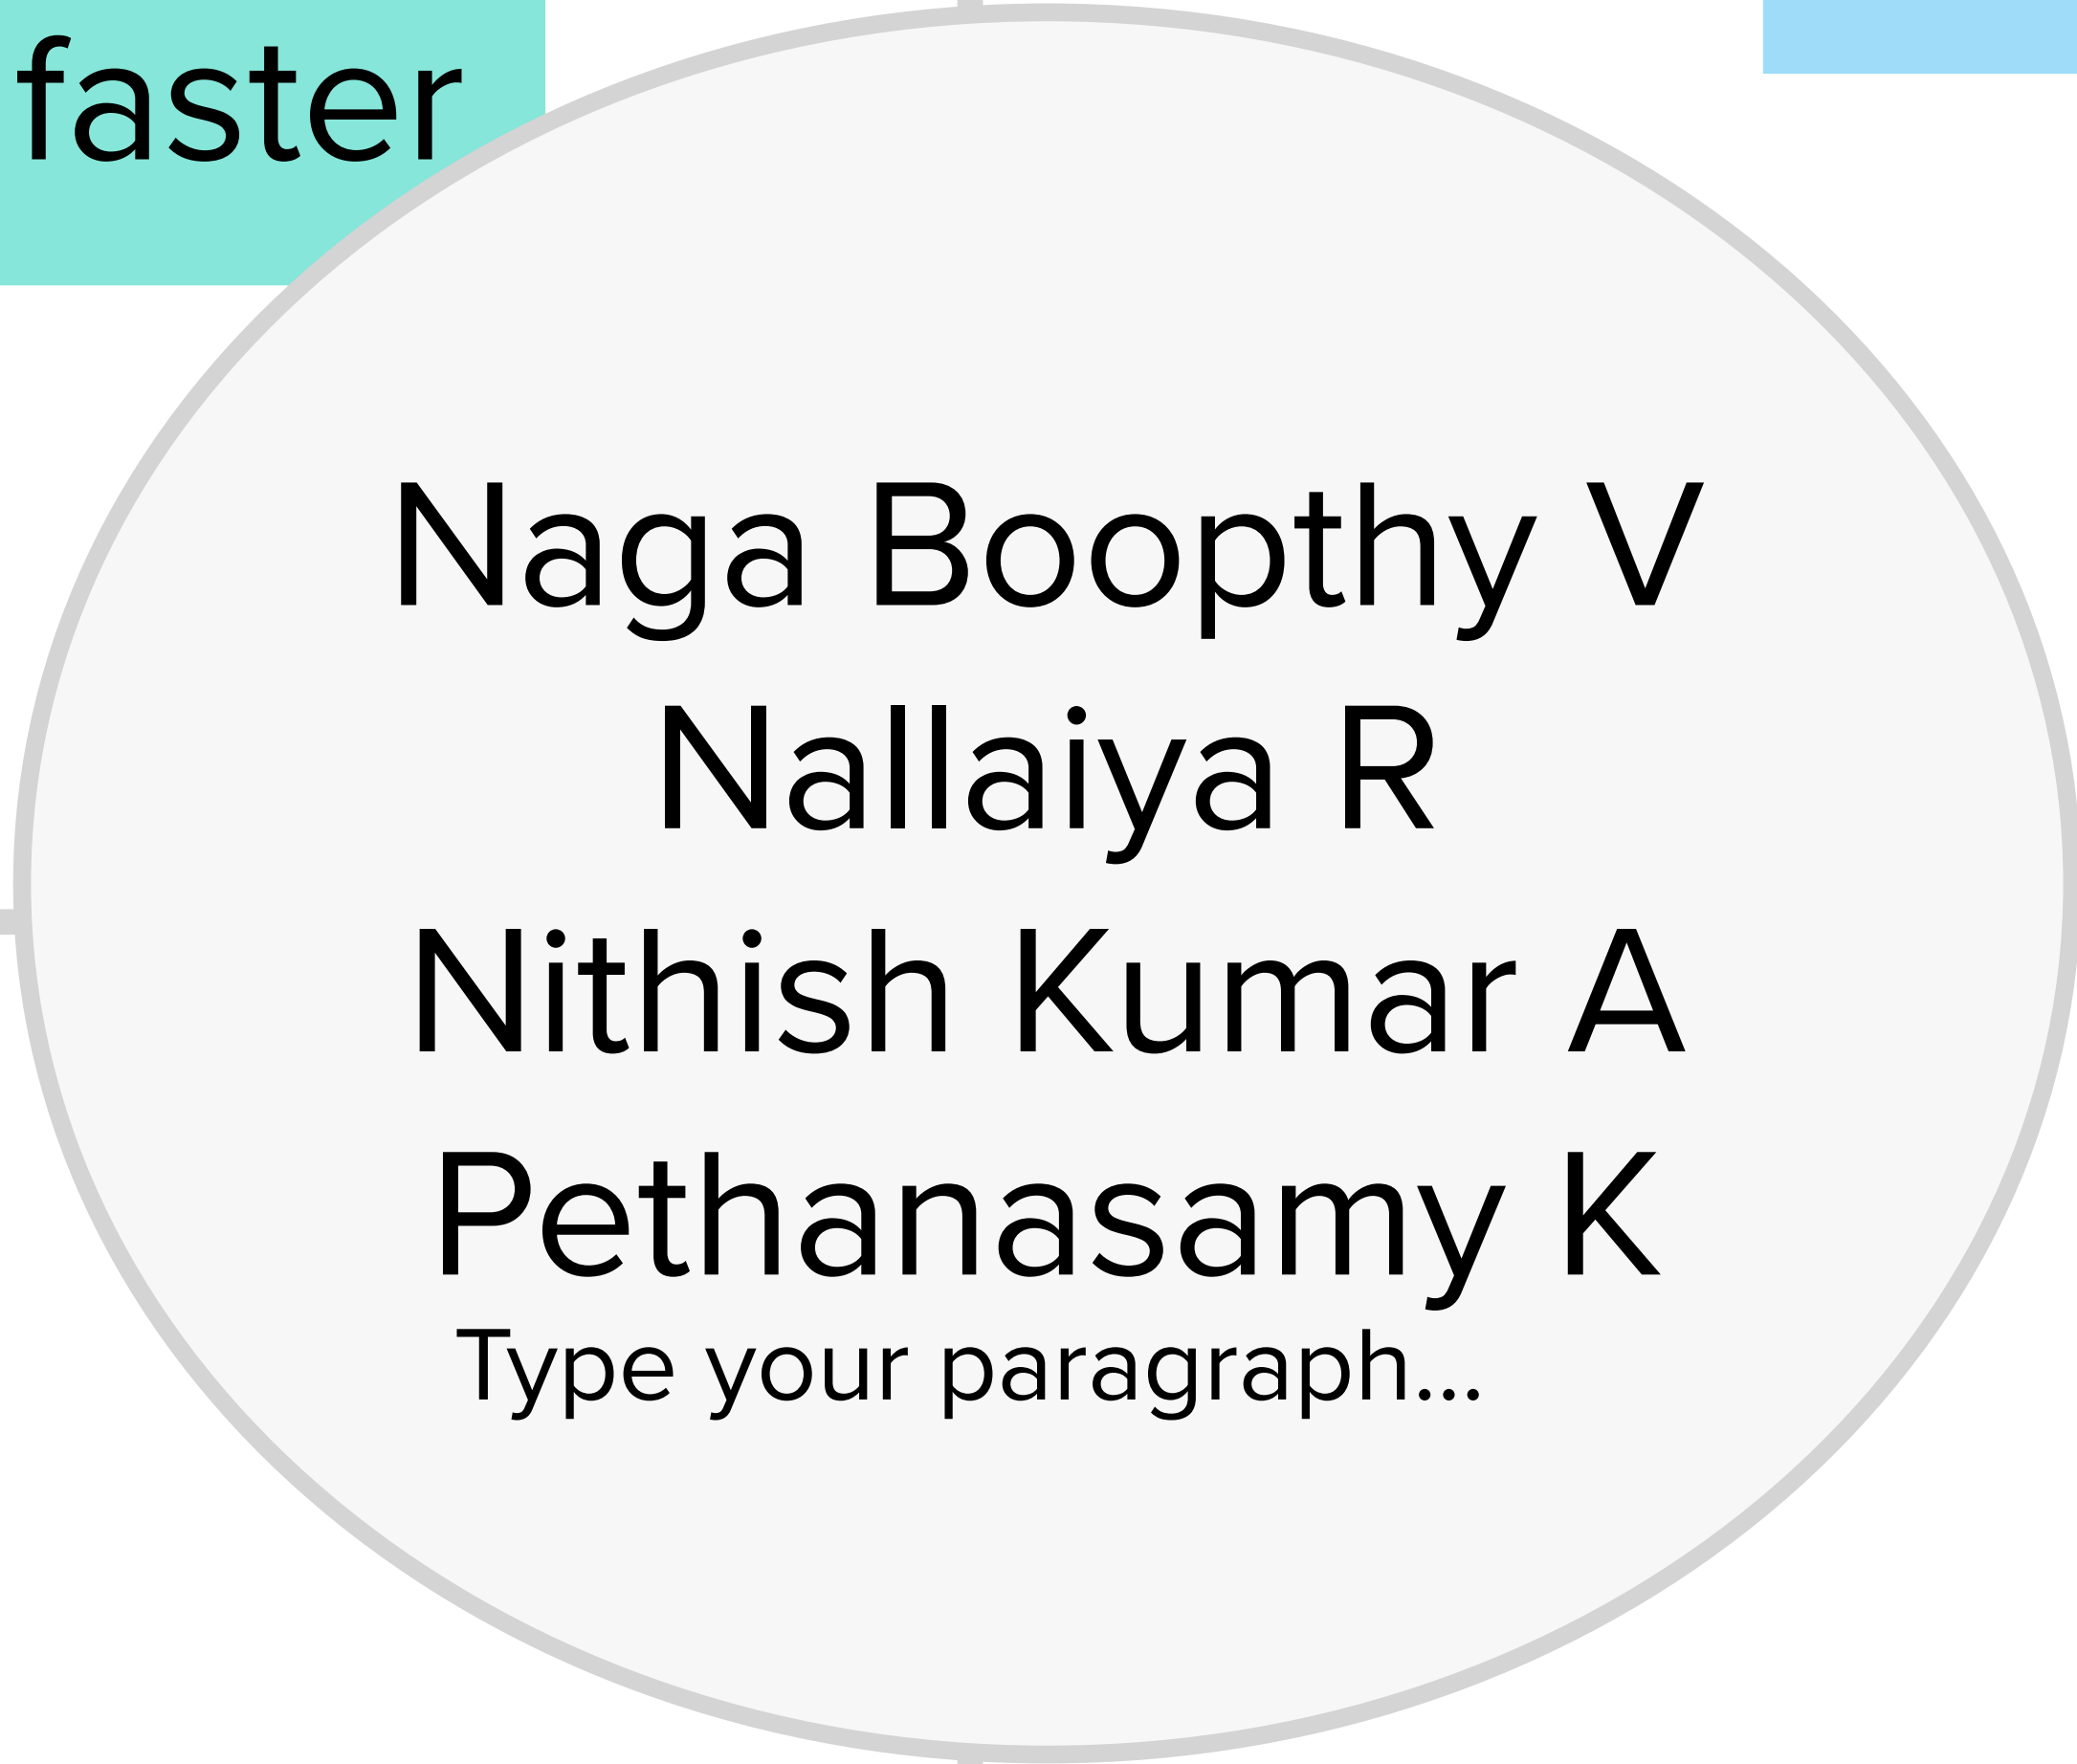 faster
Naga Boopthy V
Nallaiya R
Nithish Kumar A
Pethanasamy K
Type your paragraph...